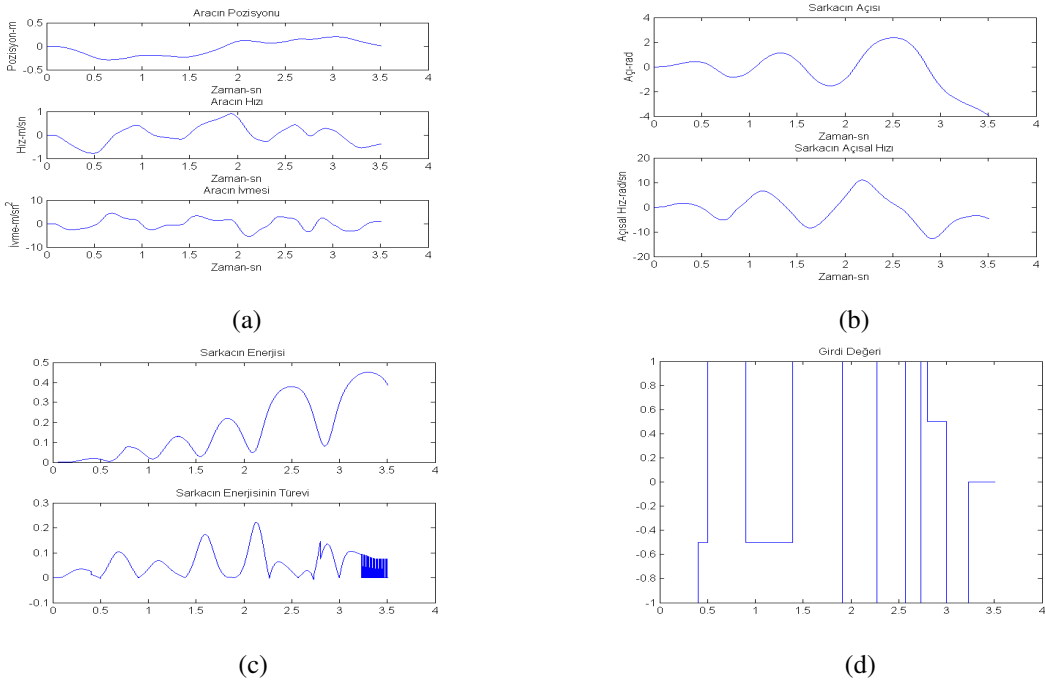 Aracın Pozisyonu
0.5
0
-0.5
Pozisyon-m
0 0.5 1 1.5 2 2.5 3 3.5 4
Zaman-sn
Aracın Hızı
1
0
-1
Hız-m/sn
0 0.5 1 1.5 2 2.5 3 3.5 4
Zaman-sn
Aracın İvmesi
10
0
-10
İvme-m/sn²
0 0.5 1 1.5 2 2.5 3 3.5 4
Zaman-sn
(a)
Sarkacın Açısı
4
2
0
-2
-4
Açı-rad
0 0.5 1 1.5 2 2.5 3 3.5 4
Zaman-sn
Sarkacın Açısal Hızı
20
10
0
-10
-20
Açısal Hız-rad/sn
0 0.5 1 1.5 2 2.5 3 3.5 4
Zaman-sn
(b)
Sarkacın Enerjisi
0.5
0.4
0.3
0.2
0.1
0
0 0.5 1 1.5 2 2.5 3 3.5 4
Sarkacın Enerjisinin Türevi
0.3
0.2
0.1
0
-0.1
0 0.5 1 1.5 2 2.5 3 3.5 4
(c)
Girdi Değeri
1
0.8
0.6
0.4
0.2
0
-0.2
-0.4
-0.6
-0.8
-1
0 0.5 1 1.5 2 2.5 3 3.5 4
(d)